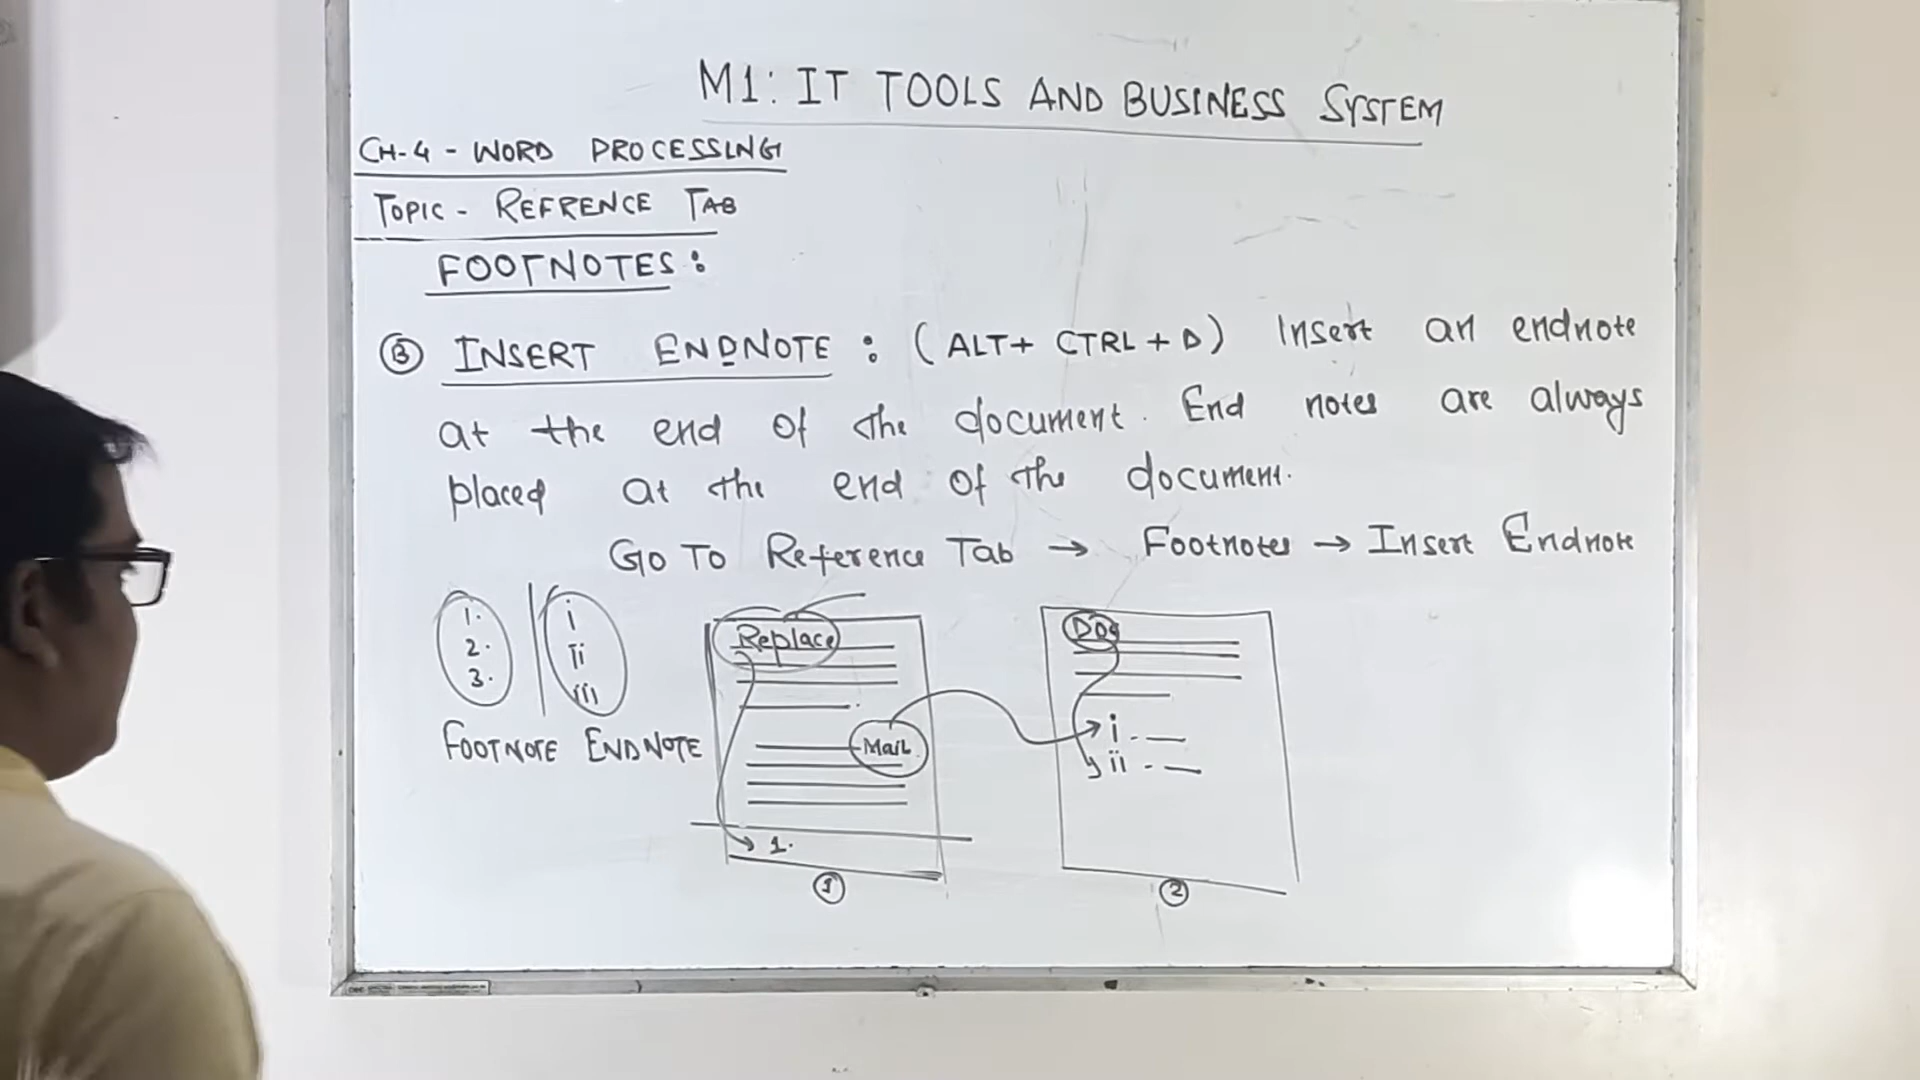 M1: IT TOOLS AND BUSINESS SYSTEM
CH-4 - WORD PROCESSING
TOPIC - REFRENCE TAB
FOOTNOTES:
③ INSERT ENDNOTE : (ALT+ CTRL + D) Insert an endnote
at the end of the document. End notes are always
placed at the end of the document.
GO TO Reference Tab → Footnotes → Insert Endnote
1. i
2. ii
3. iii
FOOTNOTE ENDNOTE
Replace
Mail
1.
①
i. —
ii - —
②